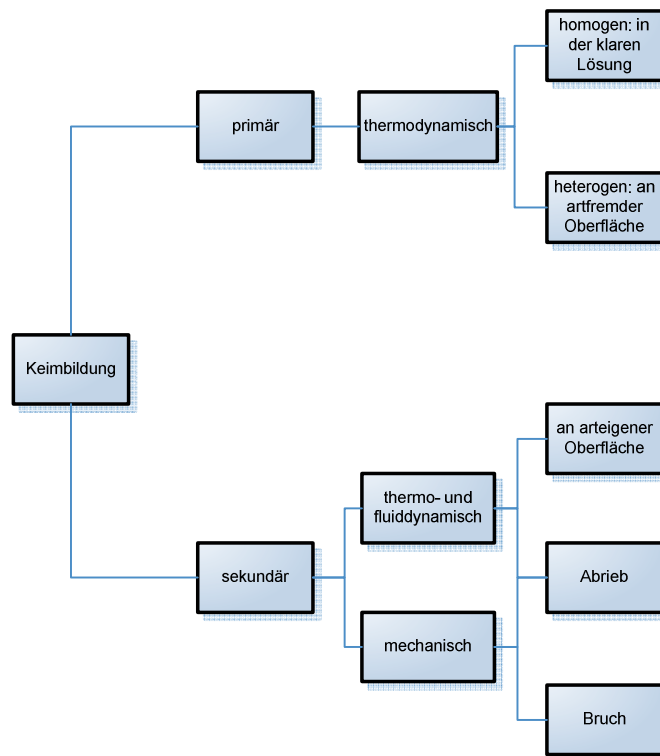 homogen: in
der klaren
Lösung
primär
thermodynamisch
heterogen: an
artfremder
Oberfläche
Keimbildung
an arteigener
Oberfläche
thermo- und
fluiddynamisch
sekundär
Abrieb
mechanisch
Bruch